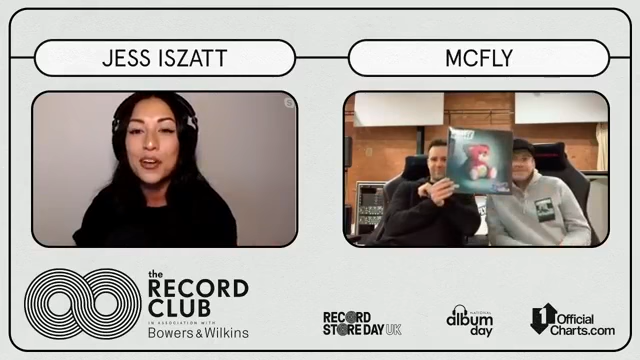 JESS ISZATT
MCFLY
the
RECORD
CLUB
IN ASSOCIATION WITH
Bowers & Wilkins
RECORD
STORE DAY UK
NATIONAL
album
day
Official
Charts.com